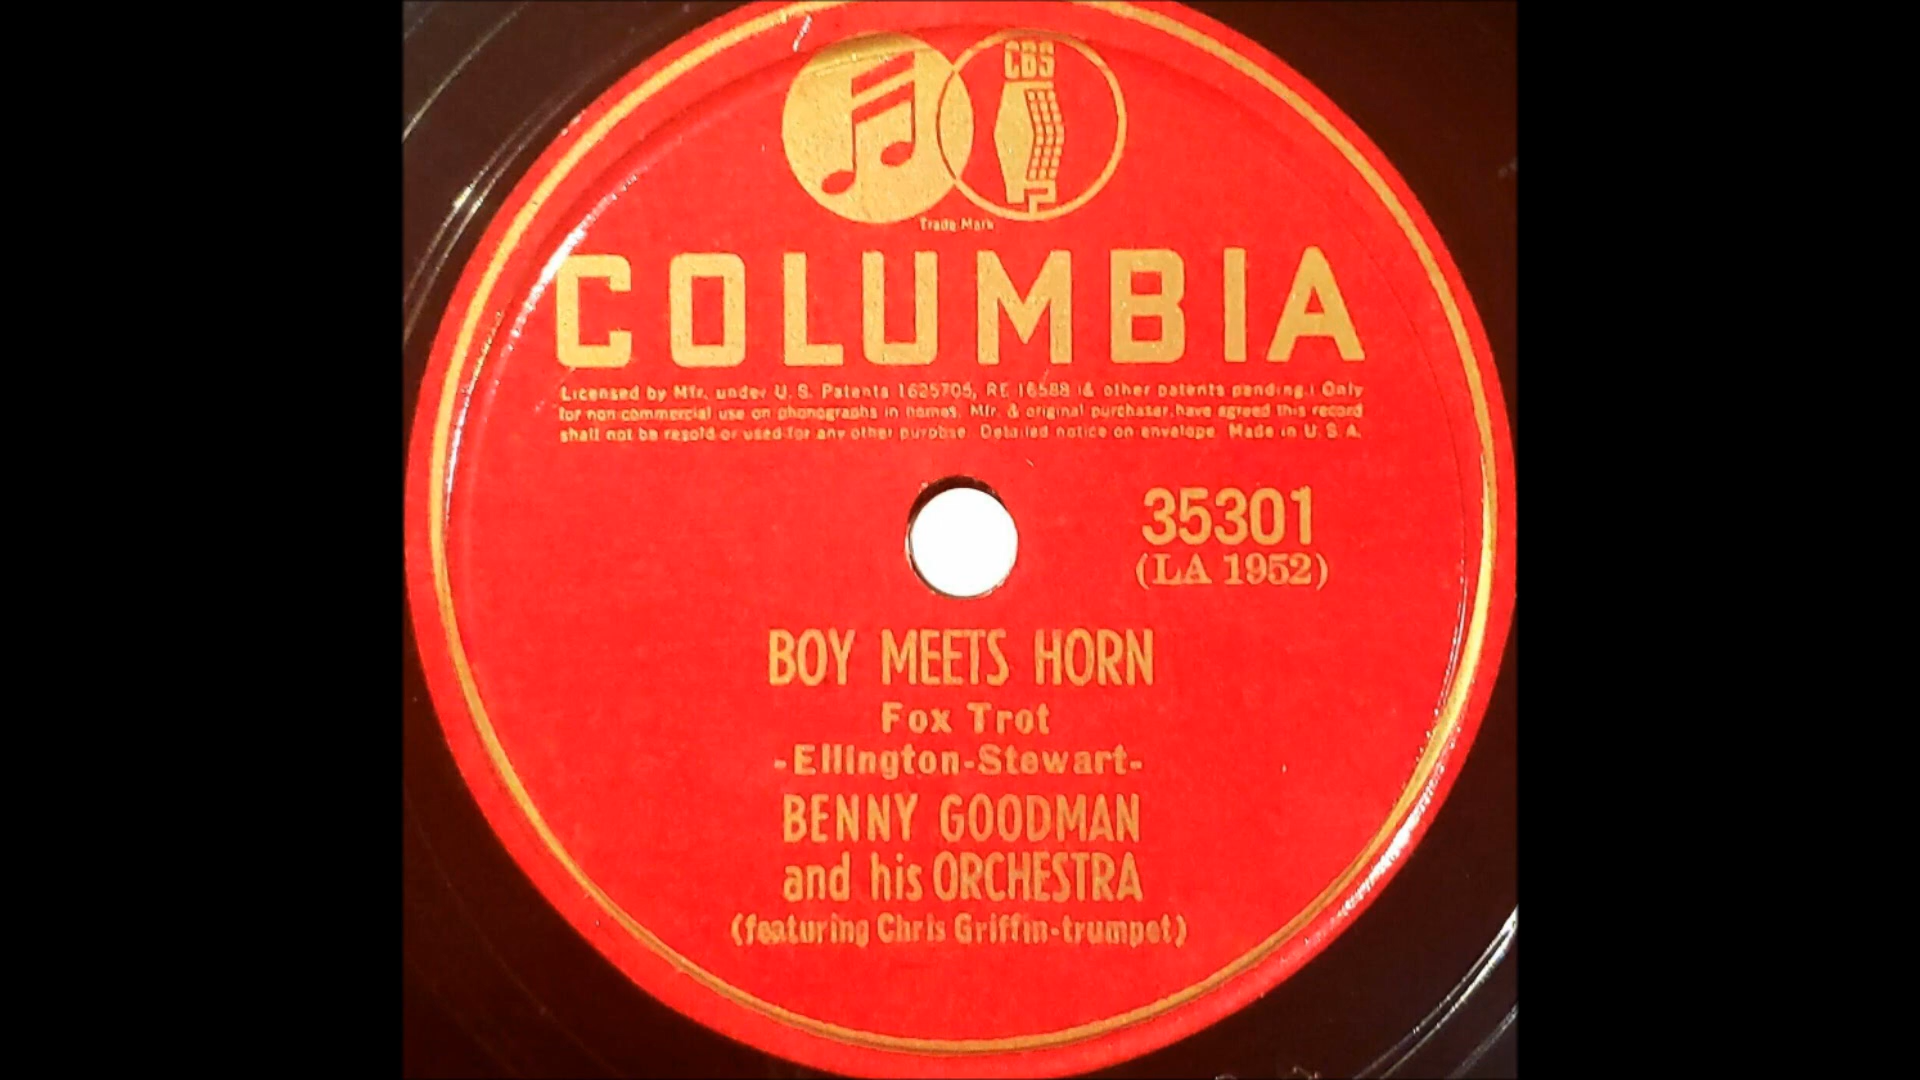 CBS
Trade Mark
COLUMBIA
Licensed by Mfr. under U. S. Patents 1625705, RE 16588 (& other patents pending.) Only
for non-commercial use on phonographs in homes. Mfr. & original purchaser have agreed this record
shall not be resold or used for any other purpose. Detailed notice on envelope. Made in U. S. A.
35301
(LA 1952)
BOY MEETS HORN
Fox Trot
-Ellington-Stewart-
BENNY GOODMAN
and his ORCHESTRA
(featuring Chris Griffin-trumpet)